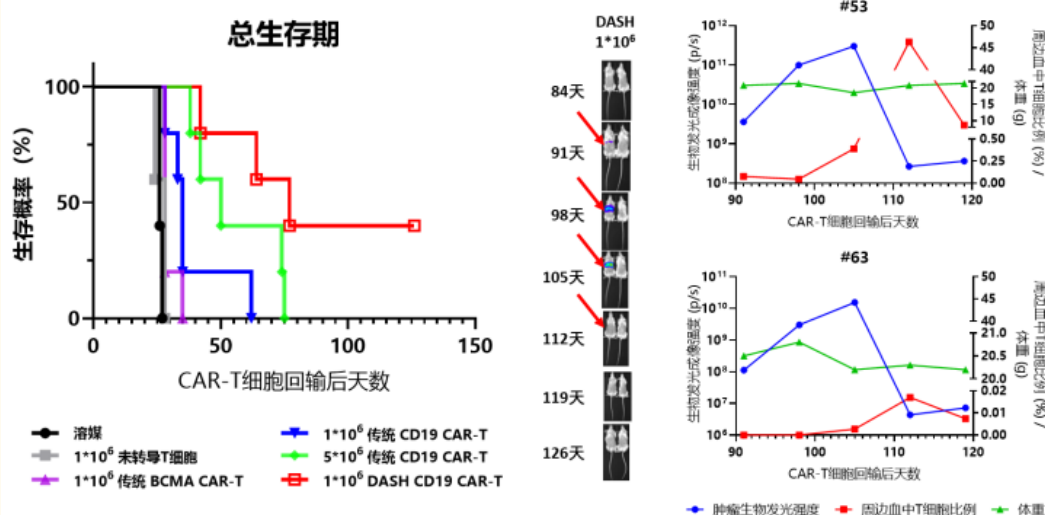 总生存期
生存概率（%）
100
50
0
0 50 100 150
CAR-T细胞回输后天数
溶媒
1*10⁶ 未转导T细胞
1*10⁶ 传统 BCMA CAR-T
1*10⁶ 传统 CD19 CAR-T
5*10⁶ 传统 CD19 CAR-T
1*10⁶ DASH CD19 CAR-T
DASH
1*10⁶
84天
91天
98天
105天
112天
119天
126天
#53
生物发光成像强度 (p/s)
10¹²
10¹¹
10¹⁰
10⁹
10⁸
90 100 110 120
50
45
40
20
15
10
0.50
0.25
0.00
周边血中T细胞比例 (%) /
体重 (g)
CAR-T细胞回输后天数
#63
生物发光成像强度 (p/s)
10¹¹
10¹⁰
10⁹
10⁸
10⁷
10⁶
90 100 110 120
50
45
40
21.0
20.5
20.0
0.02
0.01
0.00
周边血中T细胞比例 (%) /
体重 (g)
CAR-T细胞回输后天数
肿瘤生物发光强度 周边血中T细胞比例 体重